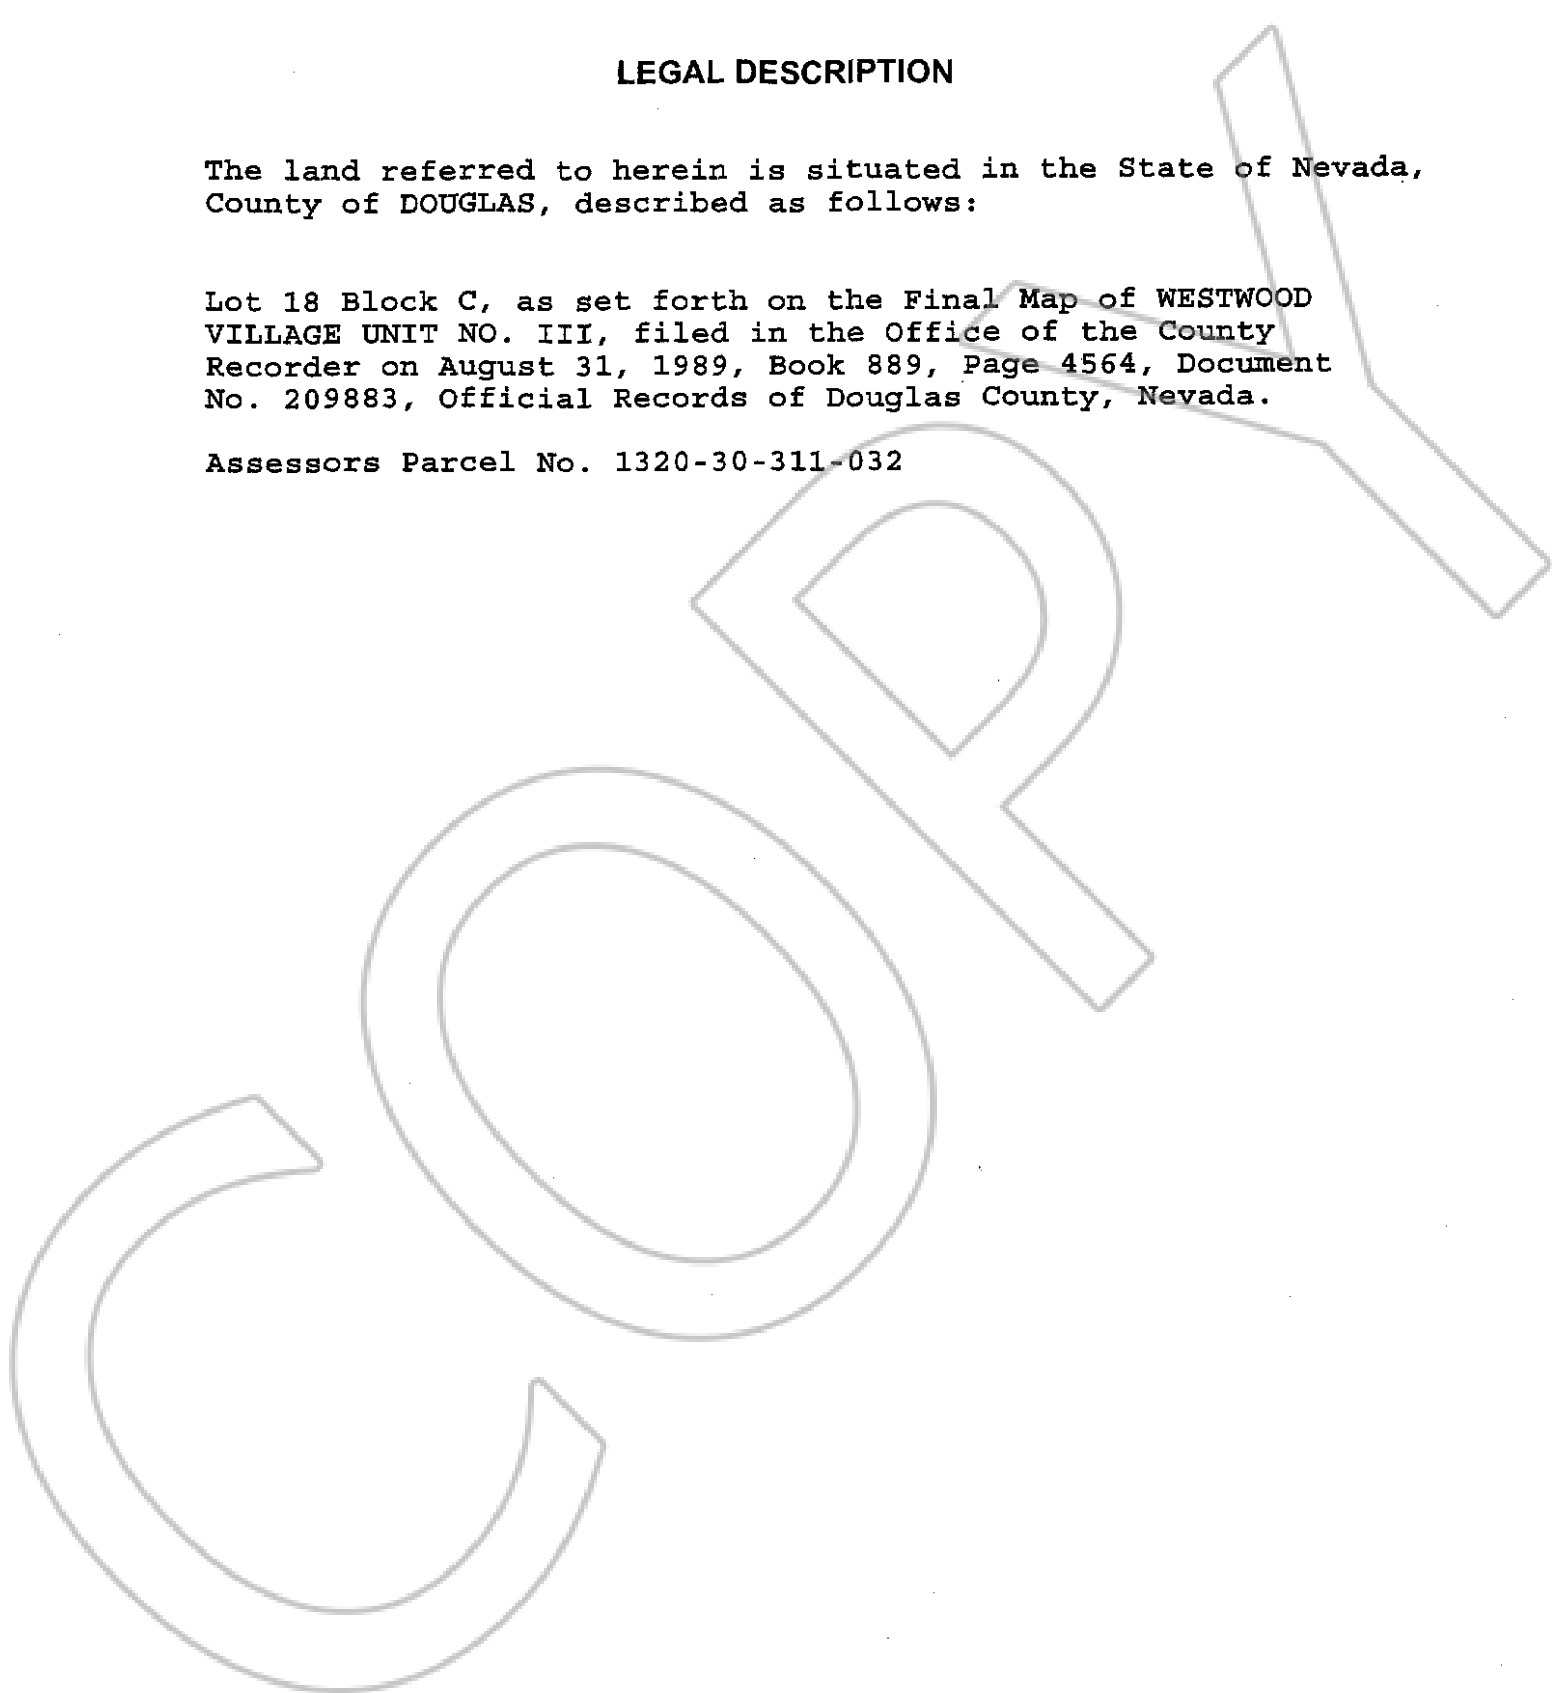 LEGAL DESCRIPTION
The land referred to herein is situated in the State of Nevada,
County of DOUGLAS, described as follows:
Lot 18 Block C, as set forth on the Final Map of WESTWOOD
VILLAGE UNIT NO. III, filed in the Office of the County
Recorder on August 31, 1989, Book 889, Page 4564, Document
No. 209883, Official Records of Douglas County, Nevada.
Assessors Parcel No. 1320-30-311-032
COPY